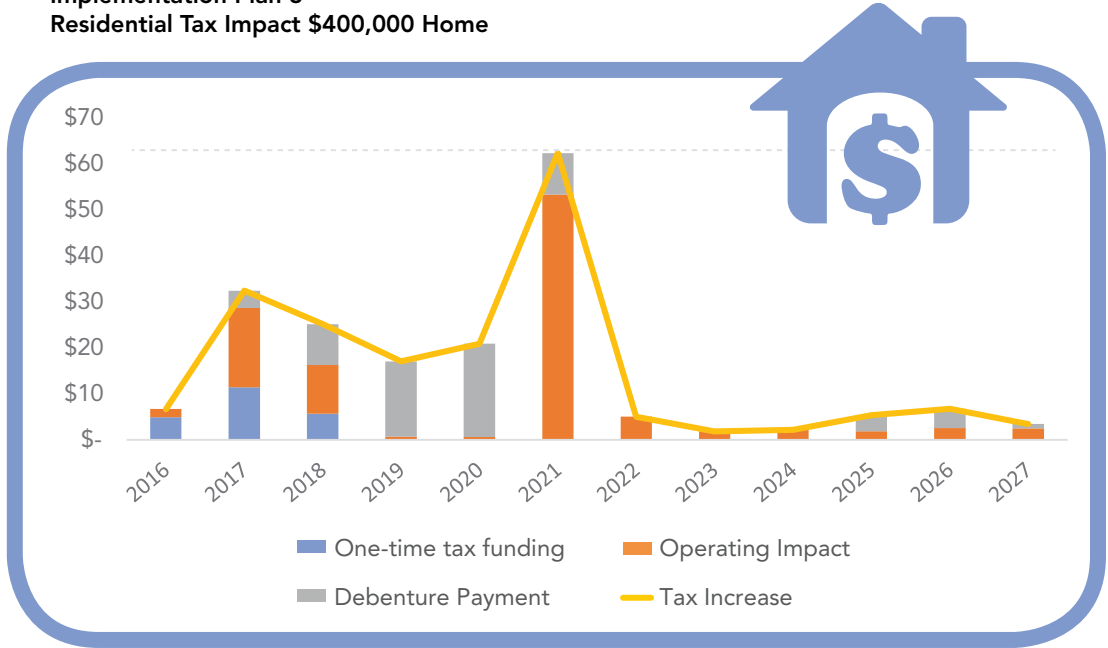 Residential Tax Impact $400,000 Home
$
$70
$60
$50
$40
$30
$20
$10
$-
2016 2017 2018 2019 2020 2021 2022 2023 2024 2025 2026 2027
One-time tax funding Operating Impact
Debenture Payment Tax Increase